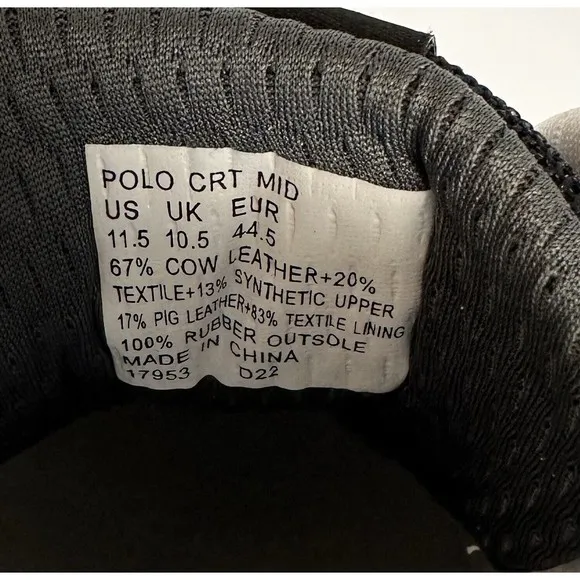 POLO CRT MID
US UK EUR
11.5 10.5 44.5
67% COW LEATHER+20%
TEXTILE+13% SYNTHETIC UPPER
17% PIG LEATHER+83% TEXTILE LINING
100% RUBBER OUTSOLE
MADE IN CHINA
17953 D22